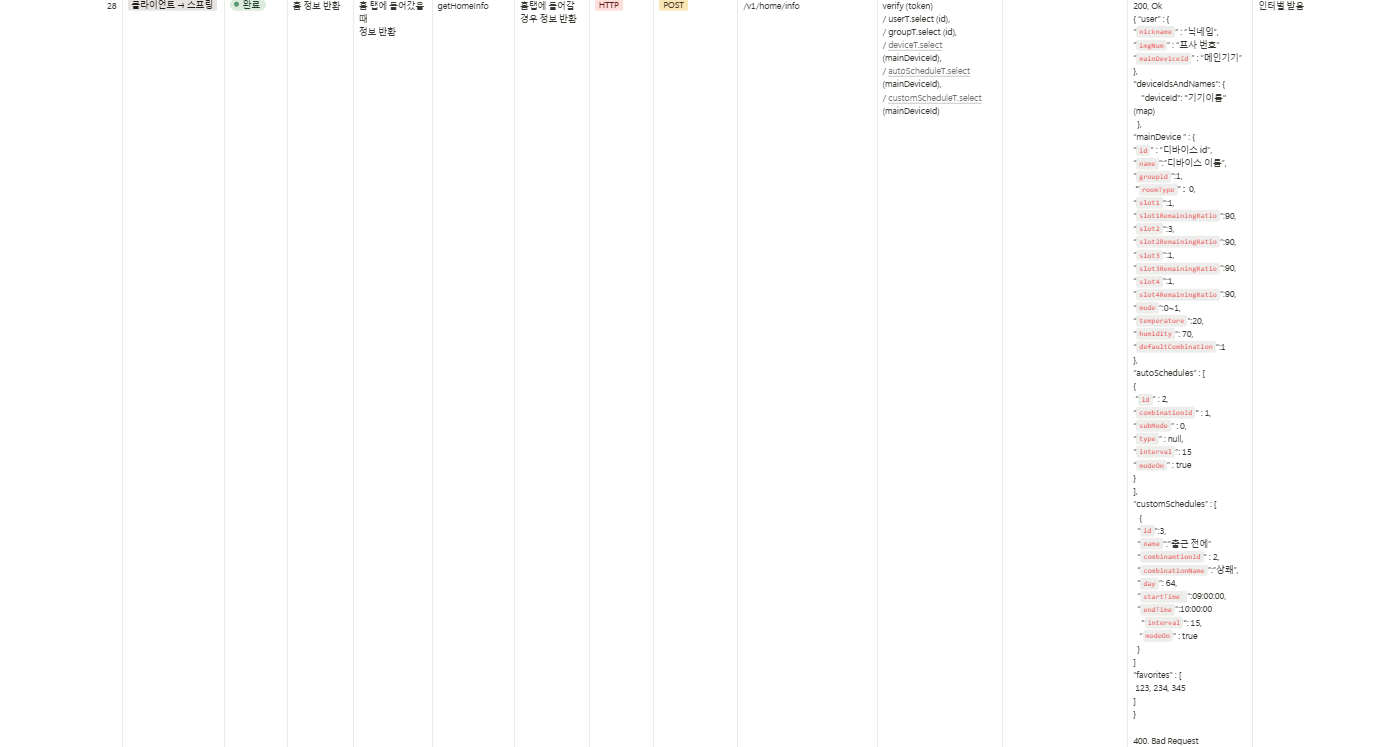 28
클라이언트 → 스프링
완료
홈 정보 반환
홈 탭에 들어갔을
때
정보 반환
getHomeInfo
홈탭에 들어갈
경우 정보 반환
HTTP
POST
/v1/home/info
verify (token)
/ userT.select (id),
/ groupT.select (id),
/ deviceT.select
(mainDeviceId),
/ autoScheduleT.select
(mainDeviceId),
/ customScheduleT.select
(mainDeviceId)
200, Ok
{ "user" : {
"nickname" : "닉네임",
"imgNum" : "프사 번호"
"mainDeviceId" : "메인기기"
},
"deviceIdsAndNames": {
"deviceId": "기기이름"
(map)
},
"mainDevice" : {
"id" : "디바이스 id",
"name":"디바이스 이름",
"groupId":1,
"roomType" : 0,
"slot1":1,
"slot1RemainingRatio":90,
"slot2":3,
"slot2RemainingRatio":90,
"slot3":1,
"slot3RemainingRatio":90,
"slot4":1,
"slot4RemainingRatio":90,
"mode":0~1,
"temperature":20,
"humidity": 70,
"defaultCombination":1
},
"autoSchedules" : [
{
"id" : 2,
"combinationId" : 1,
"subMode" : 0,
"type" : null,
"interval": 15
"modeOn" : true
}
],
"customSchedules" : [
{
"id":3,
"name":"출근 전에"
"combinamtionId" : 2,
"combinationName":"상쾌",
"day": 64,
"startTime ":09:00:00,
"endTime":10:00:00
"interval": 15,
"modeOn" : true
}
]
"favorites" : [
123, 234, 345
]
}
400. Bad Request
인터벌 받음